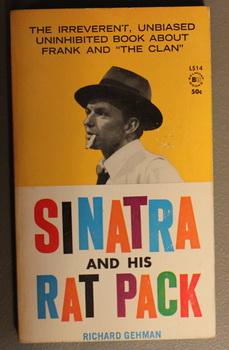 THE IRREVERENT, UNBIASED
UNINHIBITED BOOK ABOUT
FRANK AND "THE CLAN"
L514
50c
SINATRA
AND HIS
RAT PACK
RICHARD GEHMAN